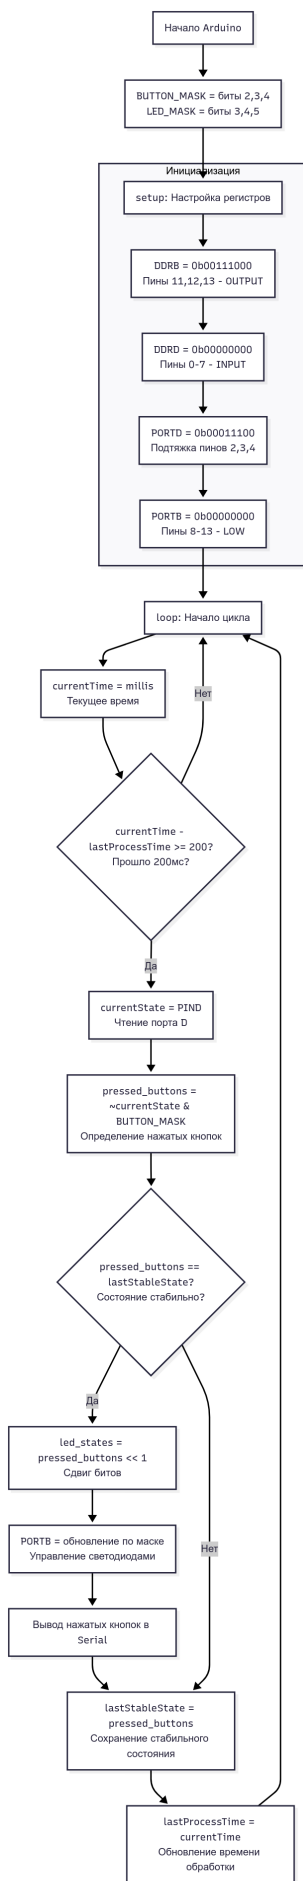 Начало Arduino
BUTTON_MASK = биты 2,3,4
LED_MASK = биты 3,4,5
Инициализация
setup: Настройка регистров
DDRB = 0b00111000
Пины 11,12,13 - OUTPUT
DDRD = 0b00000000
Пины 0-7 - INPUT
PORTD = 0b00011100
Подтяжка пинов 2,3,4
PORTB = 0b00000000
Пины 8-13 - LOW
loop: Начало цикла
currentTime = millis
Текущее время
Нет
currentTime -
lastProcessTime >= 200?
Прошло 200мс?
Да
currentState = PIND
Чтение порта D
pressed_buttons =
~currentState &
BUTTON_MASK
Определение нажатых кнопок
pressed_buttons ==
lastStableState?
Состояние стабильно?
Да
led_states =
pressed_buttons << 1
Сдвиг битов
PORTB = обновление по маске
Управление светодиодами
Нет
Вывод нажатых кнопок в
Serial
lastStableState =
pressed_buttons
Сохранение стабильного
состояния
lastProcessTime =
currentTime
Обновление времени
обработки